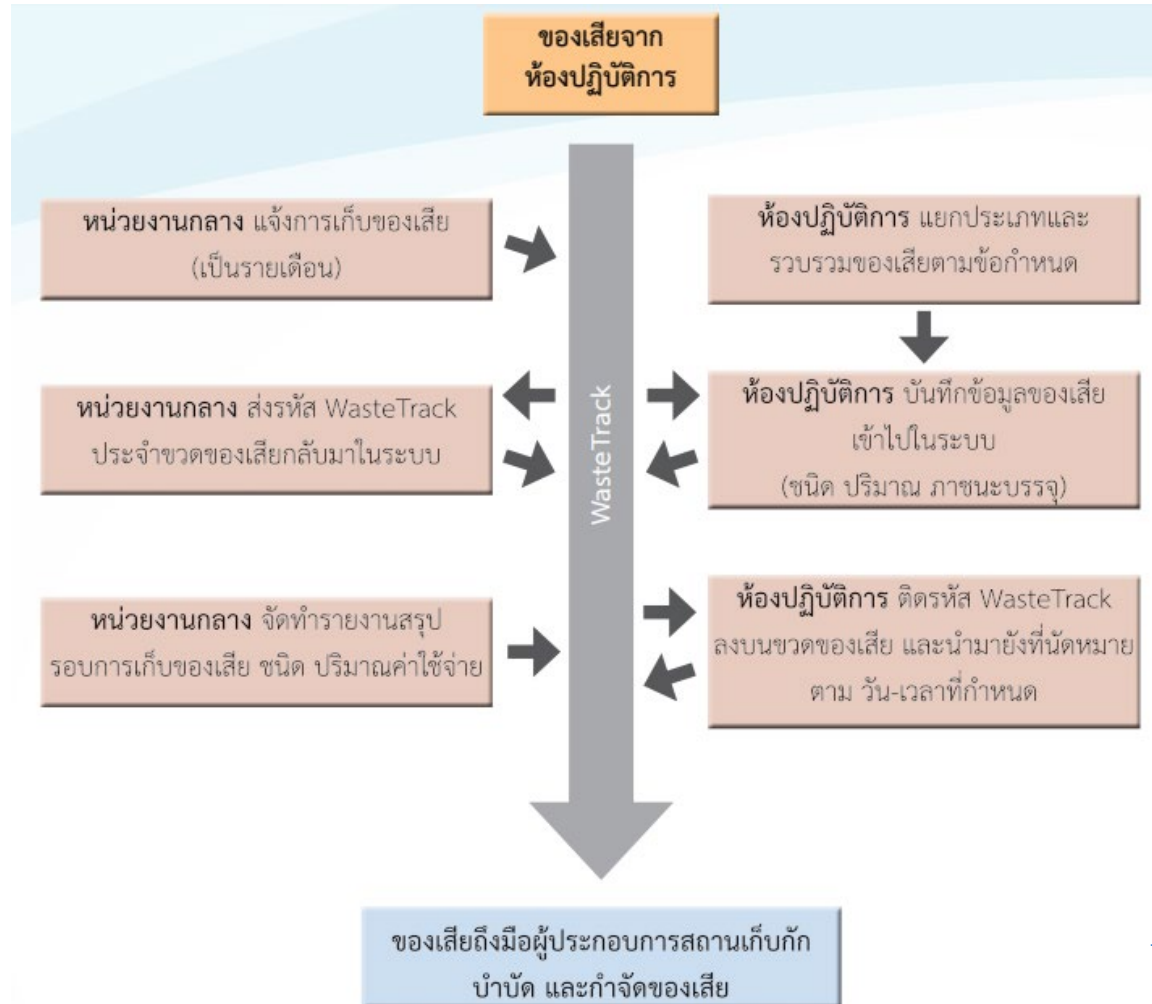 ของเสียจาก
ห้องปฏิบัติการ
หน่วยงานกลาง แจ้งการเก็บของเสีย
(เป็นรายเดือน)
ห้องปฏิบัติการ แยกประเภทและ
รวบรวมของเสียตามข้อกำหนด
หน่วยงานกลาง ส่งรหัส WasteTrack
ประจำขวดของเสียกลับมาในระบบ
WasteTrack
ห้องปฏิบัติการ บันทึกข้อมูลของเสีย
เข้าไปในระบบ
(ชนิด ปริมาณ ภาชนะบรรจุ)
หน่วยงานกลาง จัดทำรายงานสรุป
รอบการเก็บของเสีย ชนิด ปริมาณค่าใช้จ่าย
ห้องปฏิบัติการ ติดรหัส WasteTrack
ลงบนขวดของเสีย และนำมายังที่นัดหมาย
ตาม วัน-เวลาที่กำหนด
ของเสียถึงมือผู้ประกอบการสถานเก็บกัก
บำบัด และกำจัดของเสีย